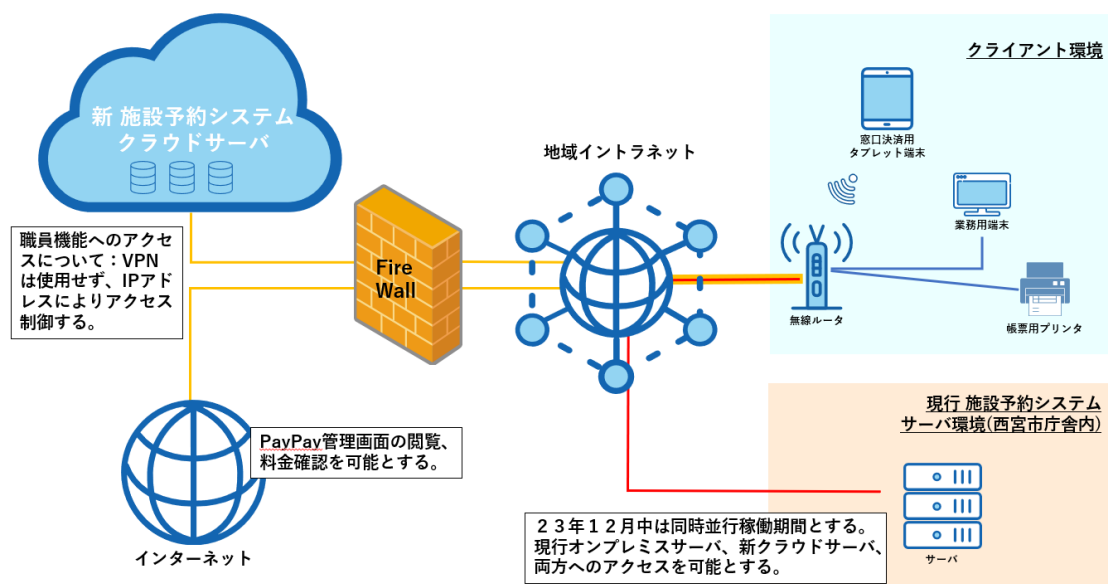 新 施設予約システム
クラウドサーバ
職員機能へのアクセ
スについて：VPN
は使用せず、IPアド
レスによりアクセス
制御する。
Fire
Wall
地域イントラネット
クライアント環境
窓口決済用
タブレット端末
業務用端末
無線ルータ
帳票用プリンタ
インターネット
PayPay管理画面の閲覧、
料金確認を可能とする。
現行 施設予約システム
サーバ環境(西宮市庁舎内)
サーバ
２３年１２月中は同時並行稼働期間とする。
現行オンプレミスサーバ、新クラウドサーバ、
両方へのアクセスを可能とする。